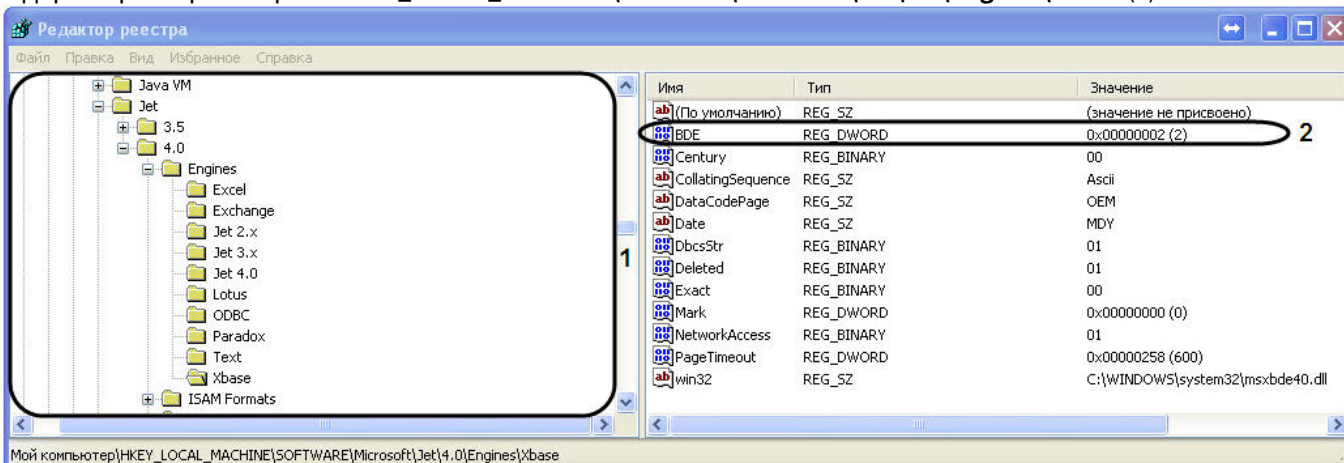 Редактор реестра
Файл Правка Вид Избранное Справка
Java VM
Jet
3.5
4.0
Engines
Excel
Exchange
Jet 2.x
Jet 3.x
Jet 4.0
Lotus
ODBC
Paradox
Text
Xbase
ISAM Formats
1
Имя Тип Значение
(По умолчанию) REG_SZ (значение не присвоено)
BDE REG_DWORD 0x00000002 (2) 2
Century REG_BINARY 00
CollatingSequence REG_SZ Ascii
DataCodePage REG_SZ OEM
Date REG_SZ MDY
DbcsStr REG_BINARY 01
Deleted REG_BINARY 01
Exact REG_BINARY 00
Mark REG_DWORD 0x00000000 (0)
NetworkAccess REG_BINARY 01
PageTimeout REG_DWORD 0x00000258 (600)
win32 REG_SZ C:\WINDOWS\system32\msxbde40.dll
Мой компьютер\HKEY_LOCAL_MACHINE\SOFTWARE\Microsoft\Jet\4.0\Engines\Xbase